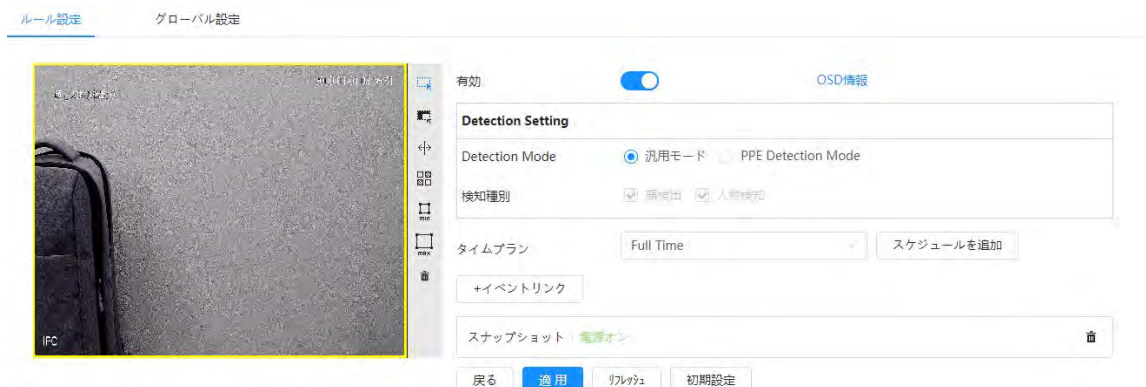 ルール設定 グローバル設定
有効 OSD情報
Detection Setting
Detection Mode 汎用モード PPE Detection Mode
検知種別 顔検出 人物検知
min
max
タイムプラン Full Time スケジュールを追加
+イベントリンク
スナップショット 電源オン
IPC
戻る 適用 リフレッシュ 初期設定